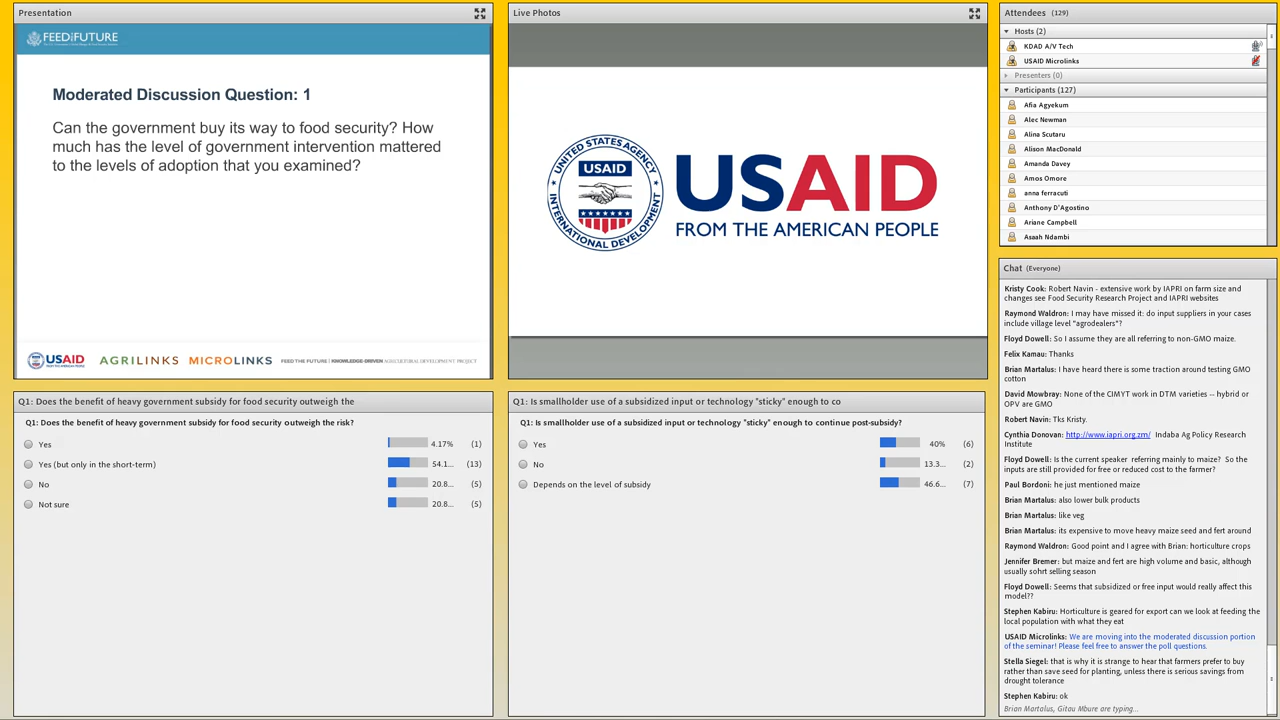 Presentation
FEED THE FUTURE
Moderated Discussion Question: 1
Can the government buy its way to food security? How
much has the level of government intervention mattered
to the levels of adoption that you examined?
USAID
AGRILINKS
MICROLINKS
FEED THE FUTURE | KNOWLEDGE-DRIVEN AGRICULTURAL DEVELOPMENT PROJECT
Live Photos
UNITED STATES AGENCY
USAID
INTERNATIONAL DEVELOPMENT
USAID
FROM THE AMERICAN PEOPLE
Attendees (129)
Hosts (2)
KDAD A/V Tech
USAID Microlinks
Presenters (0)
Participants (127)
Afia Agyekum
Alec Newman
Alina Scutaru
Alison MacDonald
Amanda Davey
Amos Omore
anna ferracuti
Anthony D'Agostino
Ariane Campbell
Asaah Ndambi
Q1: Does the benefit of heavy government subsidy for food security outweigh the
Q1: Does the benefit of heavy government subsidy for food security outweigh the risk?
Yes 4.17% (1)
Yes (but only in the short-term) 54.1... (13)
No 20.8... (5)
Not sure 20.8... (5)
Q1: Is smallholder use of a subsidized input or technology "sticky" enough to co
Q1: Is smallholder use of a subsidized input or technology "sticky" enough to continue post-subsidy?
Yes 40% (6)
No 13.3... (2)
Depends on the level of subsidy 46.6... (7)
Chat (Everyone)
Kristy Cook: Robert Navin - extensive work by IAPRI on farm size and
changes see Food Security Research Project and IAPRI websites
Raymond Waldron: I may have missed it: do input suppliers in your cases
include village level "agrodealers"?
Floyd Dowell: So I assume they are all referring to non-GMO maize.
Felix Kamau: Thanks
Brian Martalus: I have heard there is some traction around testing GMO
cotton
David Mowbray: None of the CIMYT work in DTM varieties -- hybrid or
OPV are GMO
Robert Navin: Tks Kristy.
Cynthia Donovan: http://www.iapri.org.zm/ Indaba Ag Policy Research
Institute
Floyd Dowell: Is the current speaker referring mainly to maize? So the
inputs are still provided for free or reduced cost to the farmer?
Paul Bordoni: he just mentioned maize
Brian Martalus: also lower bulk products
Brian Martalus: like veg
Brian Martalus: its expensive to move heavy maize seed and fert around
Raymond Waldron: Good point and I agree with Brian: horticulture crops
Jennifer Bremer: but maize and fert are high volume and basic, although
usually sohrt selling season
Floyd Dowell: Seems that subsidized or free input would really affect this
model??
Stephen Kabiru: Horticulture is geared for export can we look at feeding the
local population with what they eat
USAID Microlinks: We are moving into the moderated discussion portion
of the seminar! Please feel free to answer the poll questions.
Stella Siegel: that is why it is strange to hear that farmers prefer to buy
rather than save seed for planting, unless there is serious savings from
drought tolerance
Stephen Kabiru: ok
Brian Martalus, Gitau Mbure are typing...